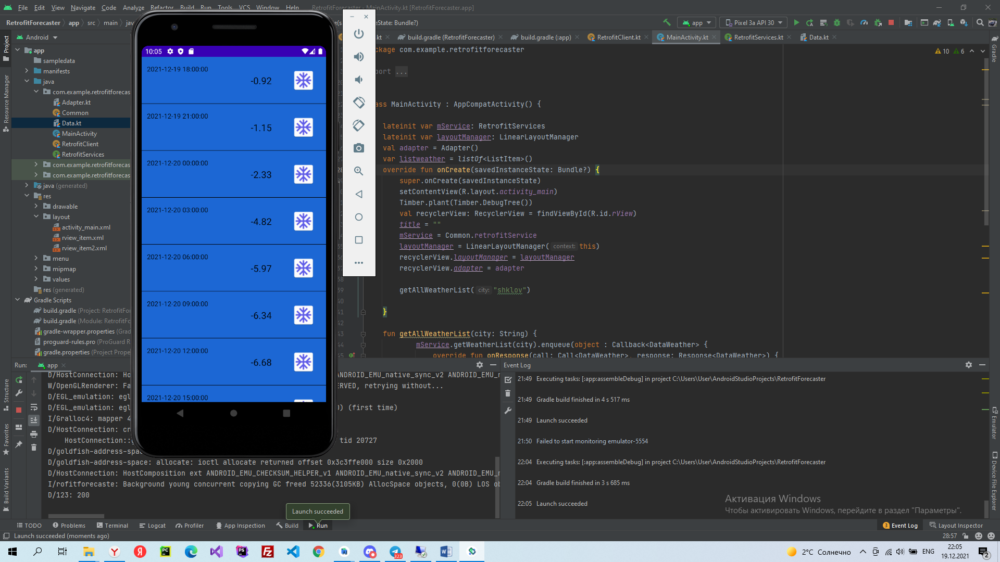 File Edit View Navigate Code Analyze Refactor Build Run Tools VCS Window Help RetrofitForecaster - MainActivity.kt [RetrofitForecaster.app]
RetrofitForecaster app src main
State: Bundle?)
app
Pixel 3a API 30
Android
build.gradle (RetrofitForecaster)
build.gradle (:app)
RetrofitClient.kt
MainActivity.kt
RetrofitServices.kt
Data.kt
Project
Resource Manager
Structure
Favorites
Build Variants
app
sampledata
manifests
java
com.example.retrofitforecas
Adapter.kt
Common
Data.kt
MainActivity
RetrofitClient
RetrofitServices
com.example.retrofitforecas
com.example.retrofitforecas
java (generated)
res
drawable
layout
activity_main.xml
rview_item.xml
rview_item2.xml
menu
mipmap
values
res (generated)
Gradle Scripts
build.gradle (Project: RetrofitFo
build.gradle (Module: RetrofitFo
gradle-wrapper.properties (Grad
proguard-rules.pro (ProGuard R
gradle.properties (Project Prope
10:05
2021-12-19 18:00:00
-0.92
2021-12-19 21:00:00
-1.15
2021-12-20 00:00:00
-2.33
2021-12-20 03:00:00
-4.82
2021-12-20 06:00:00
-5.97
2021-12-20 09:00:00
-6.34
2021-12-20 12:00:00
-6.68
2021-12-20 15:00:00
ckage com.example.retrofitforecaster
10 6
port ...
ass MainActivity : AppCompatActivity() {
lateinit var mService: RetrofitServices
lateinit var layoutManager: LinearLayoutManager
val adapter = Adapter()
var listweather = listOf<ListItem>()
override fun onCreate(savedInstanceState: Bundle?) {
super.onCreate(savedInstanceState)
setContentView(R.layout.activity_main)
Timber.plant(Timber.DebugTree())
val recyclerView: RecyclerView = findViewById(R.id.rView)
title = ""
mService = Common.retrofitService
layoutManager = LinearLayoutManager( context: this)
recyclerView.layoutManager = layoutManager
recyclerView.adapter = adapter
38
39 getAllWeatherList( city: "shklov")
40
41 }
42
43 fun getAllWeatherList(city: String) {
44 mService.getWeatherList(city).enqueue(object : Callback<DataWeather> {
45 override fun onResponse(call: Call<DataWeather>, response: Response<DataWeather>) {
Gradle
Emulator
Device File Explorer
Run: app
D/HostConnection: Ho ANDROID_EMU_native_sync_v2 ANDROID_EMU_n
W/OpenGLRenderer: Fa ERVED, retrying without...
D/EGL_emulation: egl
D/EGL_emulation: egl 0) (first time)
I/Gralloc4: mapper 4
D/HostConnection: cr
HostConnection:: tid 20727
D/goldfish-address-spa
D/goldfish-address-space: allocate: ioctl allocate returned offset 0x3c3ffe000 size 0x2000
D/HostConnection: HostComposition ext ANDROID_EMU_CHECKSUM_HELPER_v1 ANDROID_EMU_native_sync_v2 ANDROID_EMU_n
I/rofitforecaste: Background young concurrent copying GC freed 52336(3105KB) AllocSpace objects, 0(0B) LOS ob
D/123: 200
Launch succeeded
Event Log
21:49 Executing tasks: [:app:assembleDebug] in project C:\Users\User\AndroidStudioProjects\RetrofitForecaster
21:49 Gradle build finished in 4 s 517 ms
21:49 Launch succeeded
21:50 Failed to start monitoring emulator-5554
22:04 Executing tasks: [:app:assembleDebug] in project C:\Users\User\AndroidStudioProjects\RetrofitForecaster
22:04 Gradle build finished in 3 s 685 ms
22:05 Launch succeeded
Активация Windows
Чтобы активировать Windows, перейдите в раздел "Параметры".
TODO Problems Terminal Logcat Profiler App Inspection Build Run
3 Event Log Layout Inspector
Launch succeeded (moments ago)
28:57
323
2°C Солнечно
ENG
22:05
19.12.2021
2